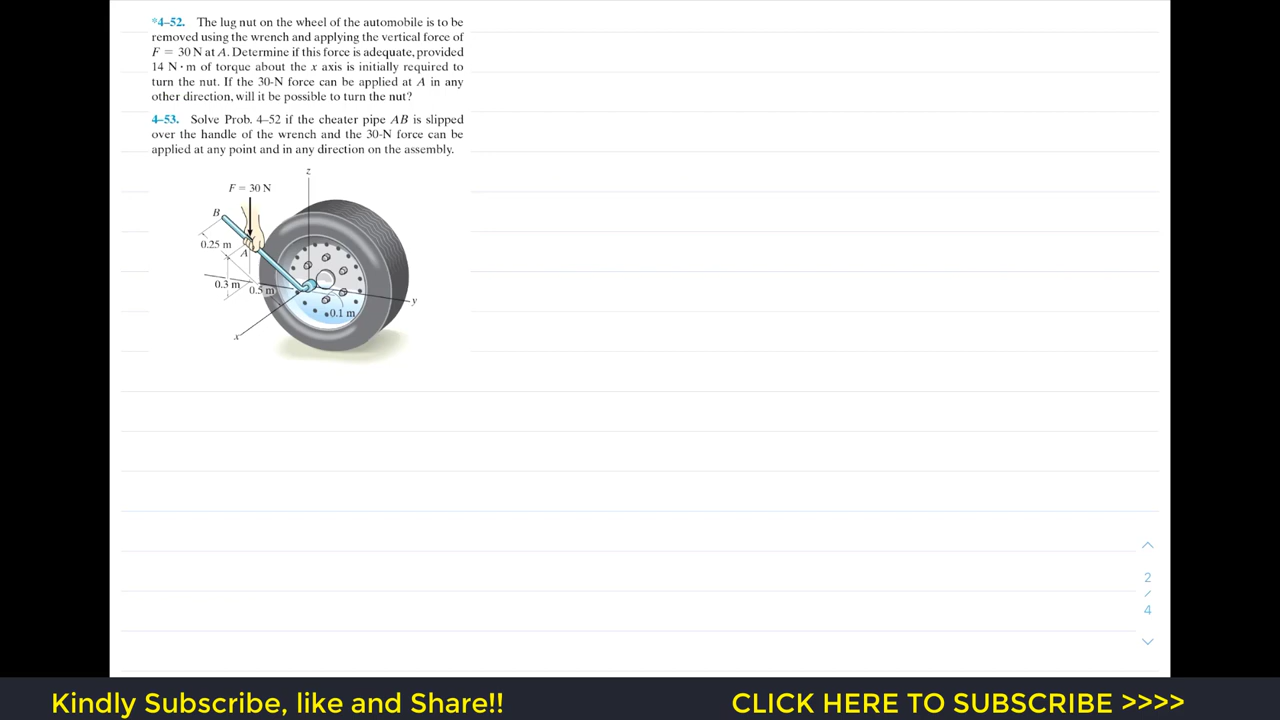 *4–52. The lug nut on the wheel of the automobile is to be
removed using the wrench and applying the vertical force of
F = 30 N at A. Determine if this force is adequate, provided
14 N · m of torque about the x axis is initially required to
turn the nut. If the 30-N force can be applied at A in any
other direction, will it be possible to turn the nut?
4–53. Solve Prob. 4–52 if the cheater pipe AB is slipped
over the handle of the wrench and the 30-N force can be
applied at any point and in any direction on the assembly.
z
F = 30 N
B
0.25 m
A
0.3 m
0.5 m
y
0.1 m
x
2
/
4
Kindly Subscribe, like and Share!!
CLICK HERE TO SUBSCRIBE >>>>